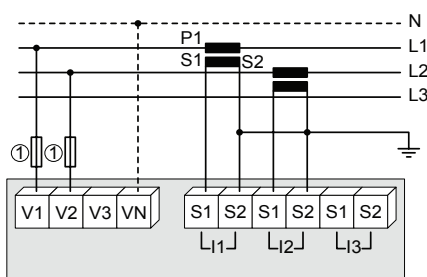 N
P1
L1
S1 S2
L2
L3
① ①
V1 V2 V3 VN S1 S2 S1 S2 S1 S2
I1 I2 I3